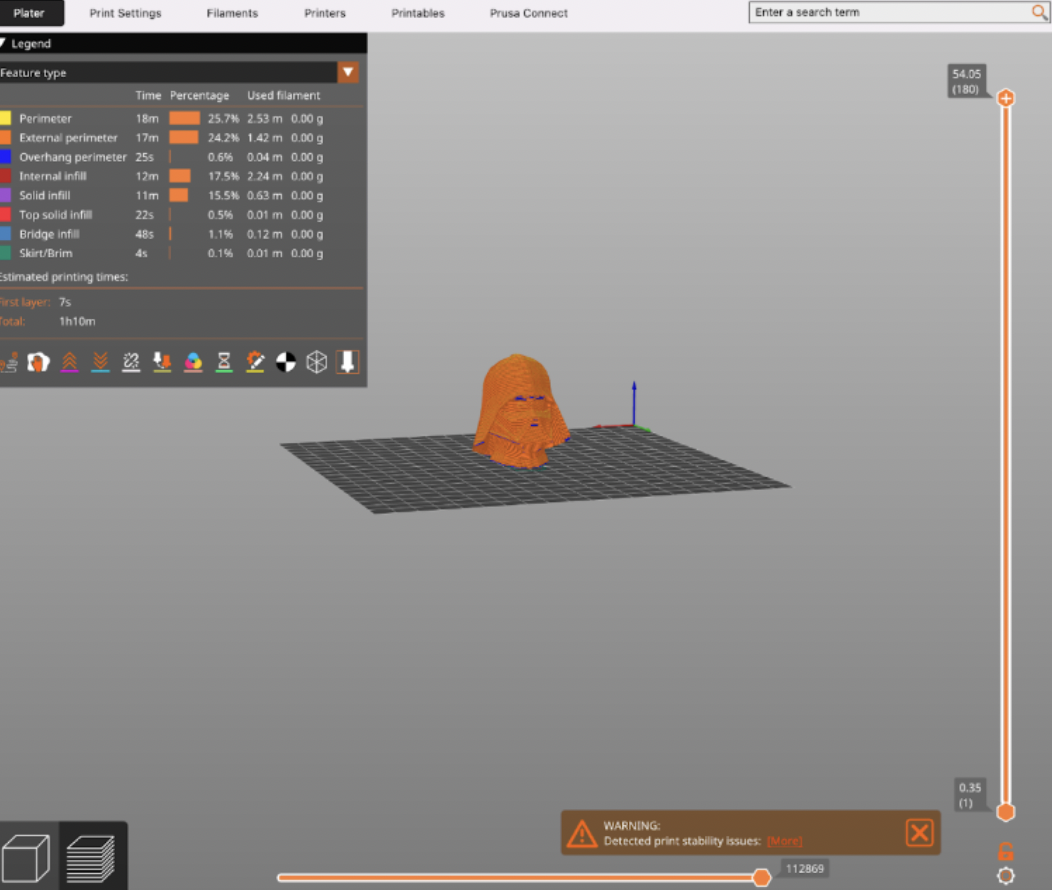 Plater Print Settings Filaments Printers Printables Prusa Connect Enter a search term
Legend
Feature type
Time Percentage Used filament
Perimeter 18m 25.7% 2.53 m 0.00 g
External perimeter 17m 24.2% 1.42 m 0.00 g
Overhang perimeter 25s 0.6% 0.04 m 0.00 g
Internal infill 12m 17.5% 2.24 m 0.00 g
Solid infill 11m 15.5% 0.63 m 0.00 g
Top solid infill 22s 0.5% 0.01 m 0.00 g
Bridge infill 48s 1.1% 0.12 m 0.00 g
Skirt/Brim 4s 0.1% 0.01 m 0.00 g
Estimated printing times:
First layer: 7s
Total: 1h10m
54.05
(180)
0.35
(1)
WARNING:
Detected print stability issues: [More]
112869